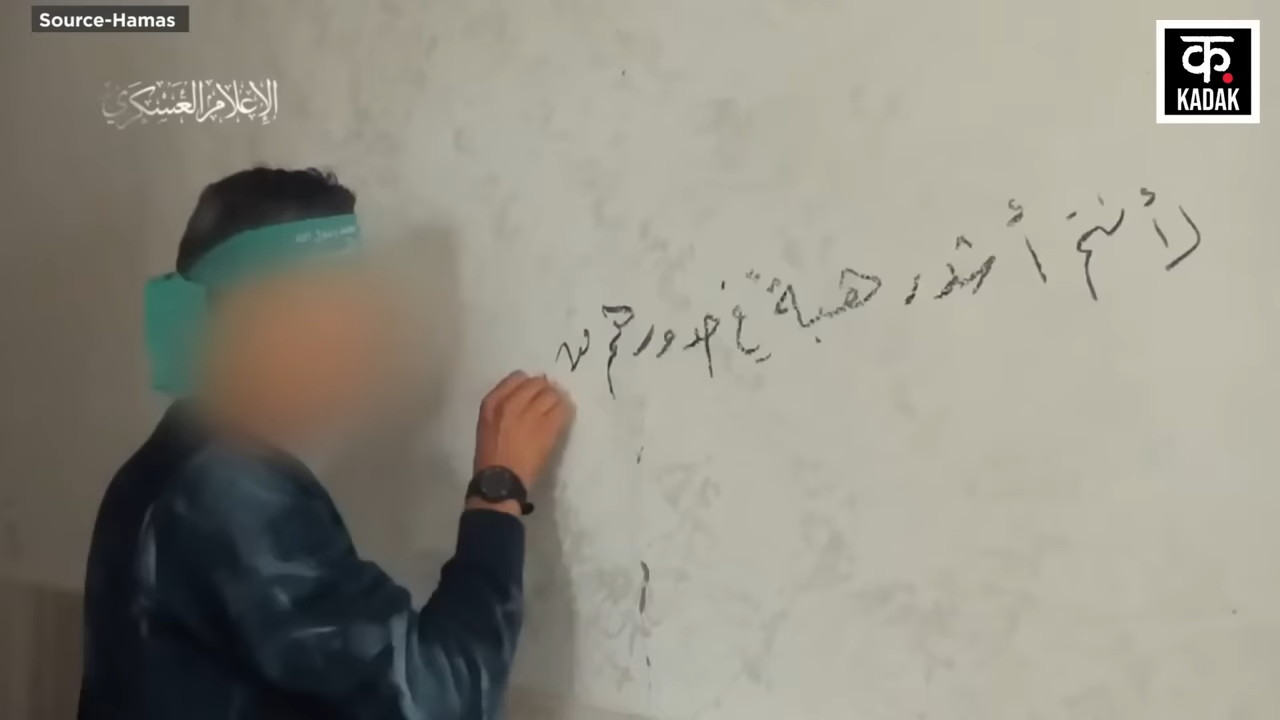 Source-Hamas
क.
KADAK
الإعلام العسكري
لأنتم أشد رهبة في صدورهم